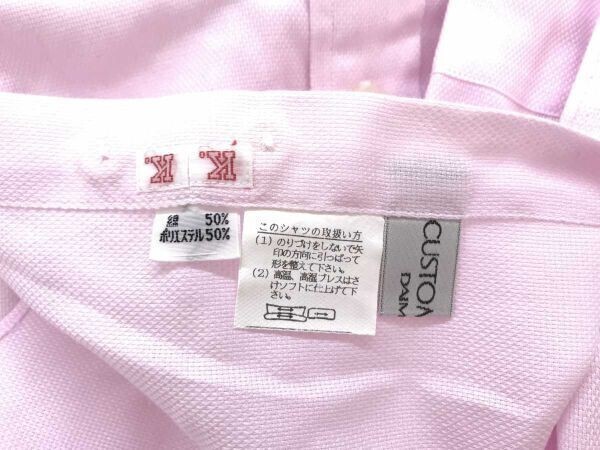 K.
K.
綿 50%
ポリエステル 50%
このシャツの取扱い方
(1) のりづけをしないで矢
印の方向に引っぱって
形を整えて下さい。
(2) 高温、高温プレスはさ
けソフトに仕上げて下
さい。
CUSTOM
DAIM